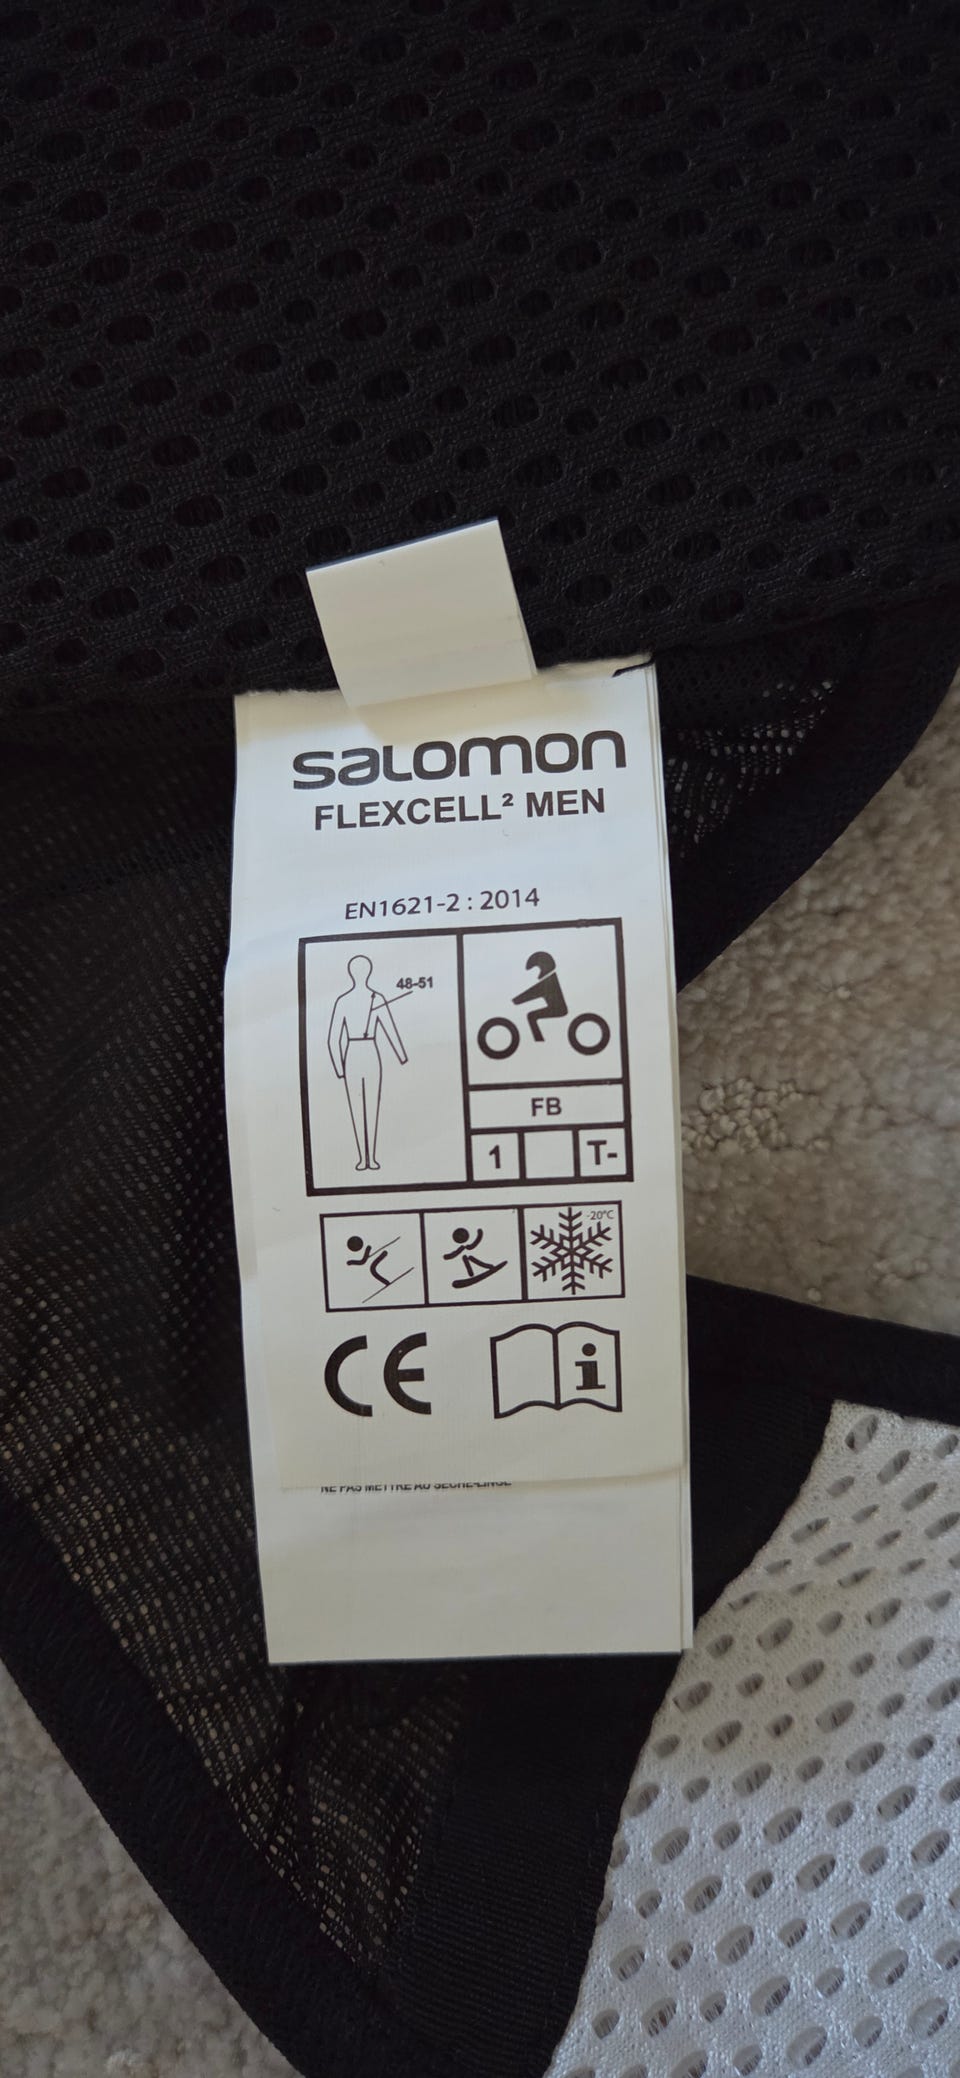 salomon
FLEXCELL² MEN
EN1621-2 : 2014
48-51
FB
1 T-
-20°C
CE
i
NE PAS METTRE AU SECHE-LINGE